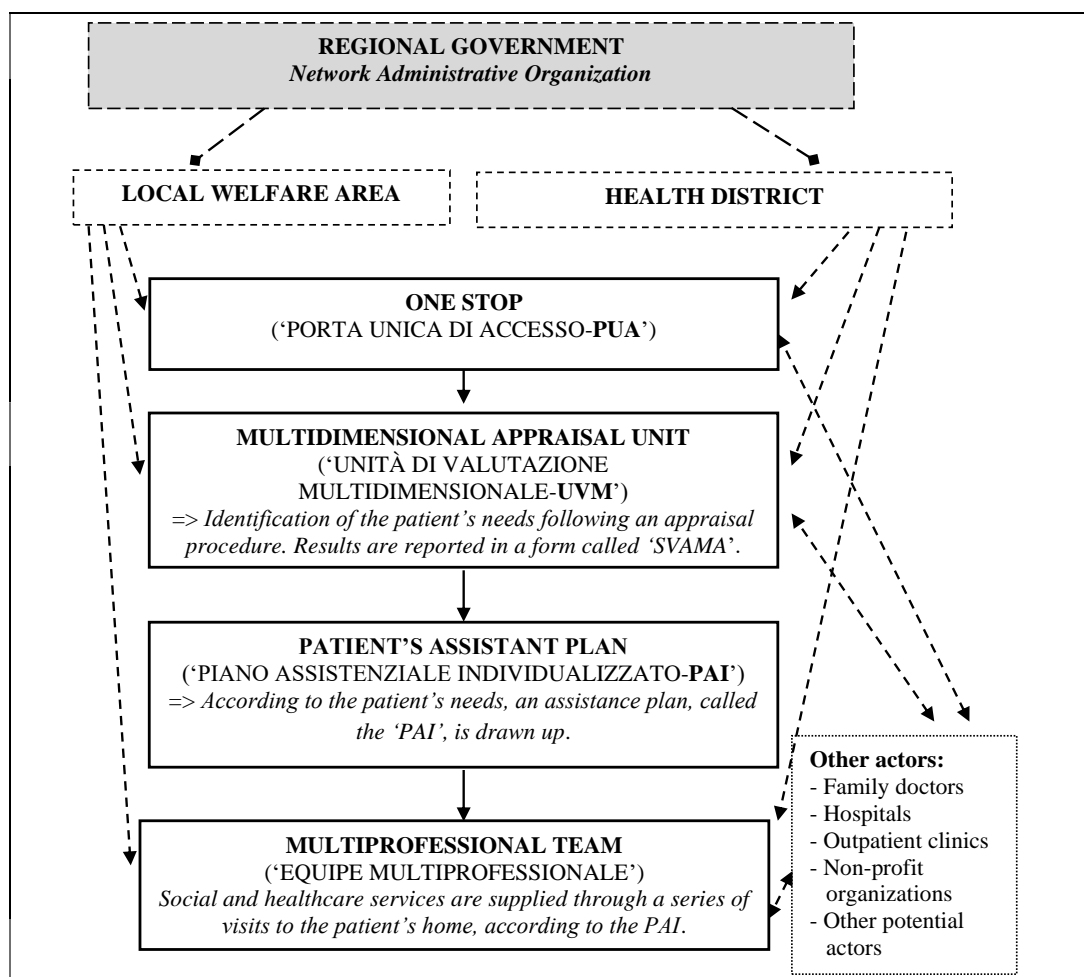 REGIONAL GOVERNMENT
Network Administrative Organization
LOCAL WELFARE AREA
HEALTH DISTRICT
ONE STOP
(‘PORTA UNICA DI ACCESSO-PUA’)
MULTIDIMENSIONAL APPRAISAL UNIT
(‘UNITÀ DI VALUTAZIONE
MULTIDIMENSIONALE-UVM’)
=> Identification of the patient’s needs following an appraisal
procedure. Results are reported in a form called ‘SVAMA’.
PATIENT’S ASSISTANT PLAN
(‘PIANO ASSISTENZIALE INDIVIDUALIZZATO-PAI’)
=> According to the patient’s needs, an assistance plan, called
the ‘PAI’, is drawn up.
MULTIPROFESSIONAL TEAM
(‘EQUIPE MULTIPROFESSIONALE’)
Social and healthcare services are supplied through a series of
visits to the patient’s home, according to the PAI.
Other actors:
- Family doctors
- Hospitals
- Outpatient clinics
- Non-profit
organizations
- Other potential
actors